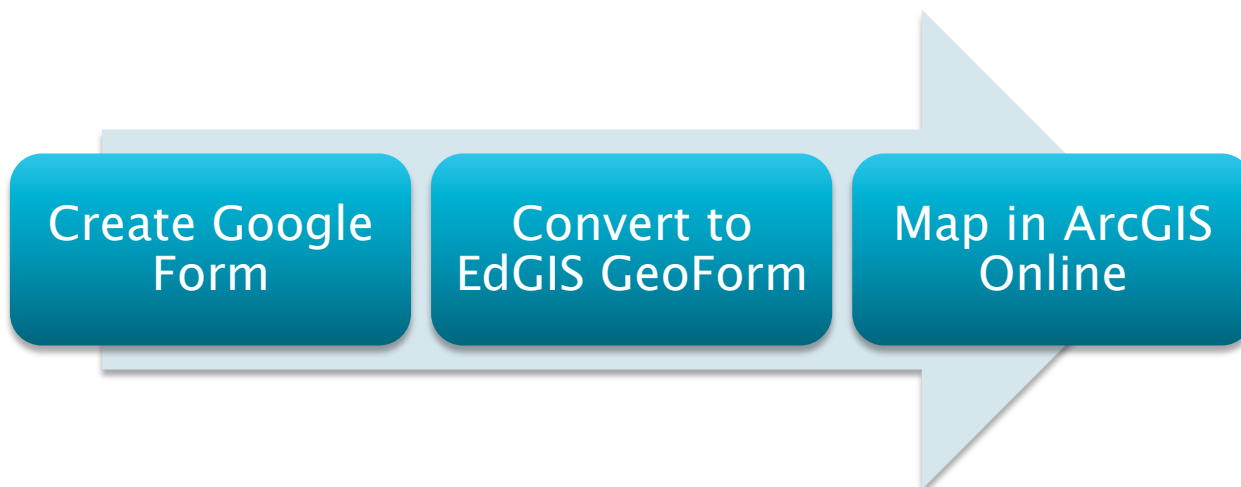 Create Google
Form
Convert to
EdGIS GeoForm
Map in ArcGIS
Online